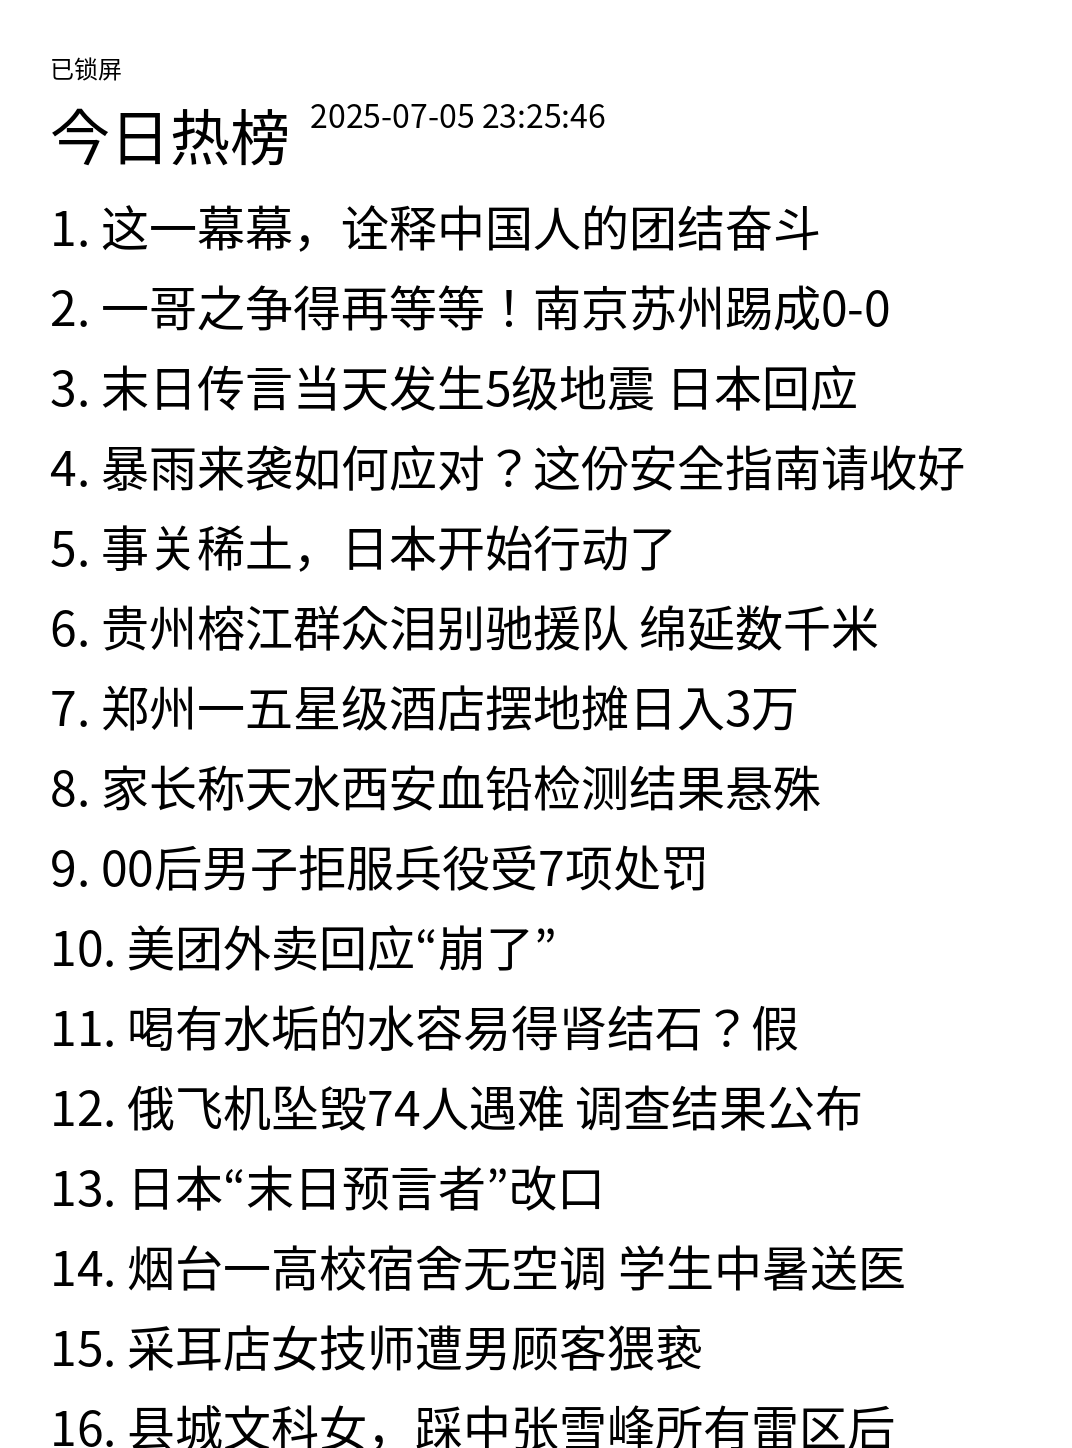 已锁屏
今日热榜 2025-07-05 23:25:46
1. 这一幕幕，诠释中国人的团结奋斗
2. 一哥之争得再等等！南京苏州踢成0-0
3. 末日传言当天发生5级地震 日本回应
4. 暴雨来袭如何应对？这份安全指南请收好
5. 事关稀土，日本开始行动了
6. 贵州榕江群众泪别驰援队 绵延数千米
7. 郑州一五星级酒店摆地摊日入3万
8. 家长称天水西安血铅检测结果悬殊
9. 00后男子拒服兵役受7项处罚
10. 美团外卖回应“崩了”
11. 喝有水垢的水容易得肾结石？假
12. 俄飞机坠毁74人遇难 调查结果公布
13. 日本“末日预言者”改口
14. 烟台一高校宿舍无空调 学生中暑送医
15. 采耳店女技师遭男顾客猥亵
16. 县城文科女，踩中张雪峰所有雷区后